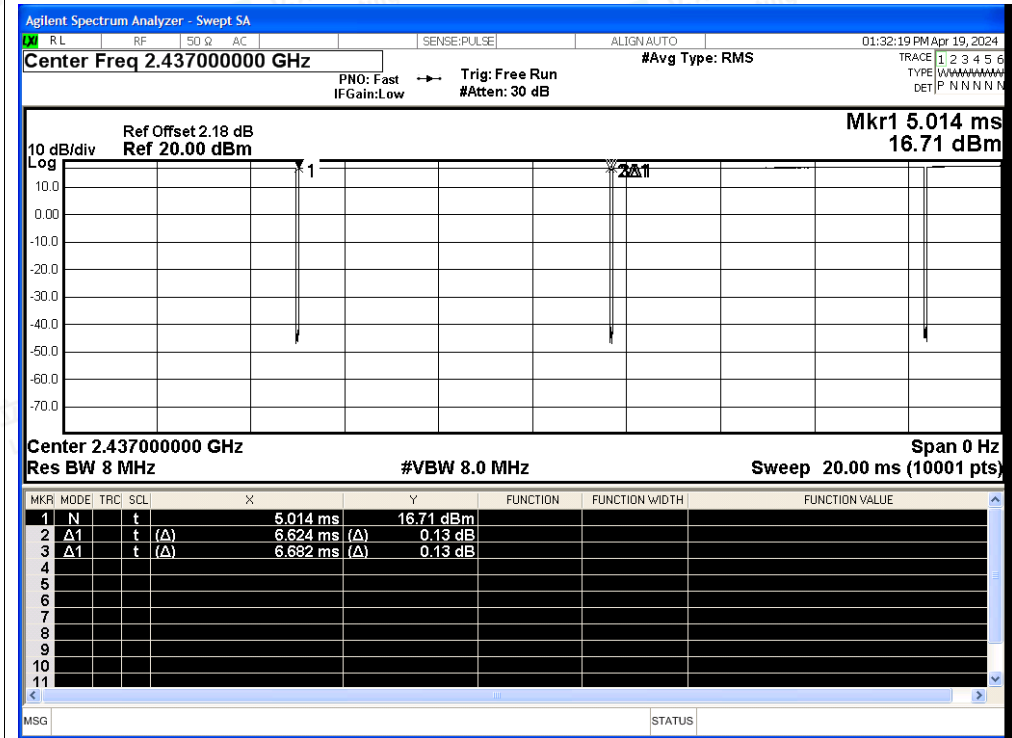 Agilent Spectrum Analyzer - Swept SA
LXI RL RF 50 Ω AC SENSE:PULSE ALIGN AUTO 01:32:19 PM Apr 19, 2024
Center Freq 2.437000000 GHz #Avg Type: RMS TRACE 1 2 3 4 5 6
PNO: Fast Trig: Free Run TYPE WWWWWW
IFGain:Low #Atten: 30 dB DET P N N N N N
Mkr1 5.014 ms
Ref Offset 2.18 dB
10 dB/div Ref 20.00 dBm 16.71 dBm
Log
1 2Δ1
10.0
0.00
-10.0
-20.0
-30.0
-40.0
-50.0
-60.0
-70.0
Center 2.437000000 GHz Span 0 Hz
Res BW 8 MHz #VBW 8.0 MHz Sweep 20.00 ms (10001 pts)
MKR MODE TRC SCL X Y FUNCTION FUNCTION WIDTH FUNCTION VALUE
1 N t 5.014 ms 16.71 dBm
2 Δ1 t (Δ) 6.624 ms (Δ) 0.13 dB
3 Δ1 t (Δ) 6.682 ms (Δ) 0.13 dB
4
5
6
7
8
9
10
11
MSG STATUS